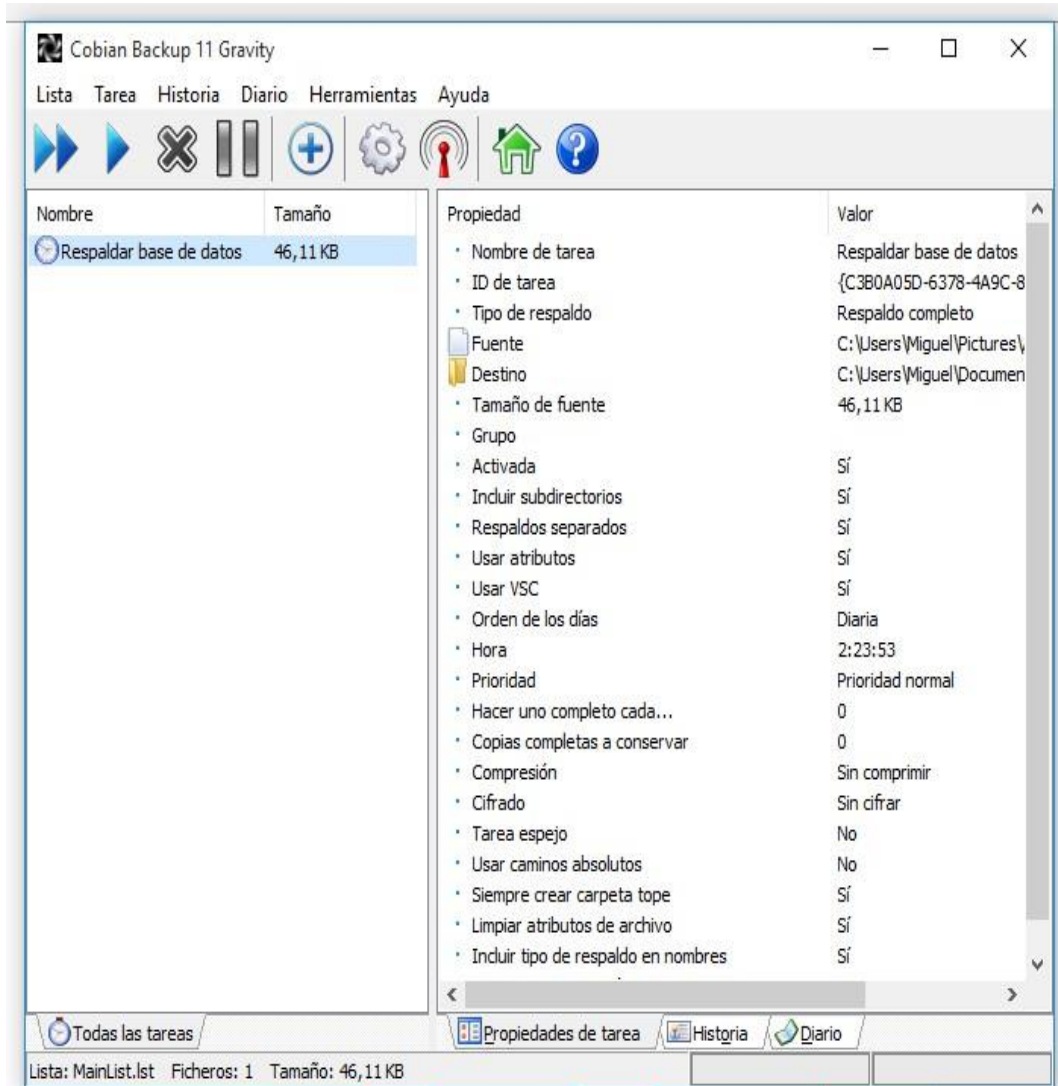 Cobian Backup 11 Gravity
Lista Tarea Historia Diario Herramientas Ayuda
Nombre Tamaño
Respaldar base de datos 46,11 KB
Propiedad Valor
Nombre de tarea Respaldar base de datos
ID de tarea {C3B0A05D-6378-4A9C-8
Tipo de respaldo Respaldo completo
Fuente C:\Users\Miguel\Pictures\
Destino C:\Users\Miguel\Documen
Tamaño de fuente 46,11 KB
Grupo
Activada Sí
Incluir subdirectorios Sí
Respaldos separados Sí
Usar atributos Sí
Usar VSC Sí
Orden de los días Diaria
Hora 2:23:53
Prioridad Prioridad normal
Hacer uno completo cada... 0
Copias completas a conservar 0
Compresión Sin comprimir
Cifrado Sin cifrar
Tarea espejo No
Usar caminos absolutos No
Siempre crear carpeta tope Sí
Limpiar atributos de archivo Sí
Incluir tipo de respaldo en nombres Sí
Todas las tareas
Propiedades de tarea Historia Diario
Lista: MainList.lst Ficheros: 1 Tamaño: 46,11 KB